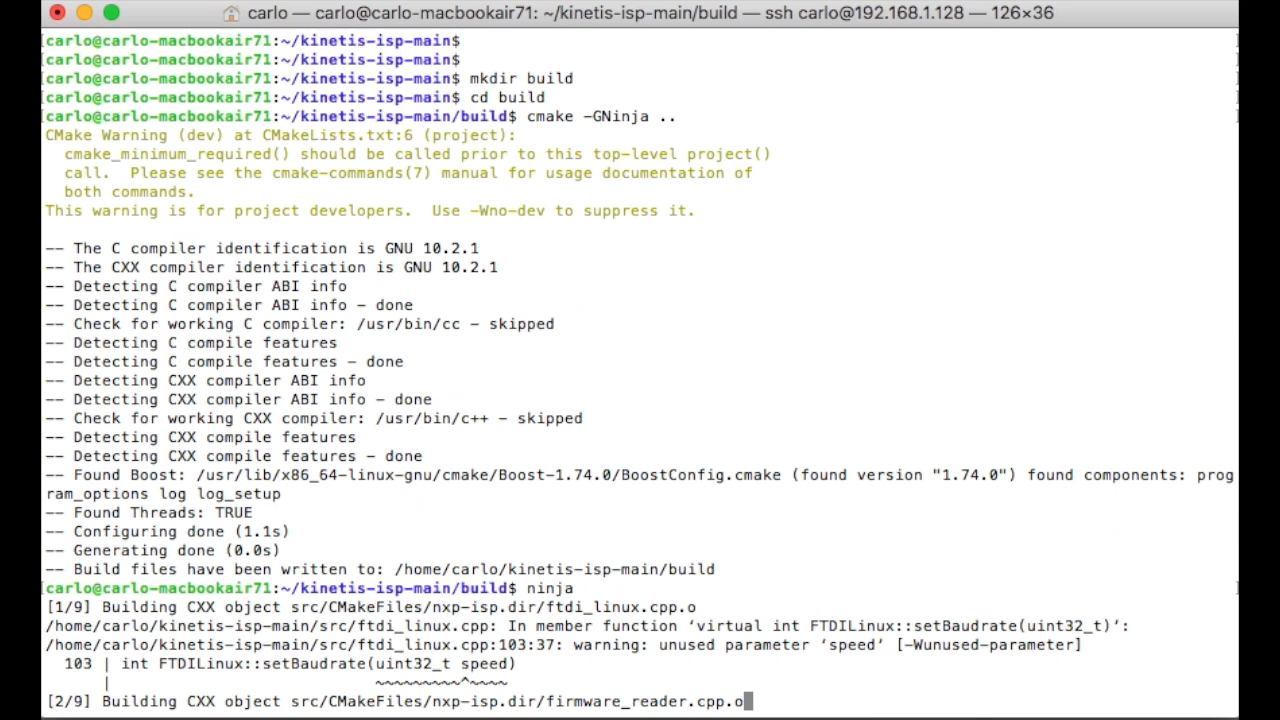 carlo — carlo@carlo-macbookair71: ~/kinetis-isp-main/build — ssh carlo@192.168.1.128 — 126×36
[carlo@carlo-macbookair71:~/kinetis-isp-main$ ]
[carlo@carlo-macbookair71:~/kinetis-isp-main$ ]
[carlo@carlo-macbookair71:~/kinetis-isp-main$ mkdir build ]
[carlo@carlo-macbookair71:~/kinetis-isp-main$ cd build ]
[carlo@carlo-macbookair71:~/kinetis-isp-main/build$ cmake -GNinja .. ]
CMake Warning (dev) at CMakeLists.txt:6 (project):
  cmake_minimum_required() should be called prior to this top-level project()
  call.  Please see the cmake-commands(7) manual for usage documentation of
  both commands.
This warning is for project developers.  Use -Wno-dev to suppress it.
-- The C compiler identification is GNU 10.2.1
-- The CXX compiler identification is GNU 10.2.1
-- Detecting C compiler ABI info
-- Detecting C compiler ABI info - done
-- Check for working C compiler: /usr/bin/cc - skipped
-- Detecting C compile features
-- Detecting C compile features - done
-- Detecting CXX compiler ABI info
-- Detecting CXX compiler ABI info - done
-- Check for working CXX compiler: /usr/bin/c++ - skipped
-- Detecting CXX compile features
-- Detecting CXX compile features - done
-- Found Boost: /usr/lib/x86_64-linux-gnu/cmake/Boost-1.74.0/BoostConfig.cmake (found version "1.74.0") found components: prog
ram_options log log_setup
-- Found Threads: TRUE
-- Configuring done (1.1s)
-- Generating done (0.0s)
-- Build files have been written to: /home/carlo/kinetis-isp-main/build
[carlo@carlo-macbookair71:~/kinetis-isp-main/build$ ninja ]
[1/9] Building CXX object src/CMakeFiles/nxp-isp.dir/ftdi_linux.cpp.o
/home/carlo/kinetis-isp-main/src/ftdi_linux.cpp: In member function ‘virtual int FTDILinux::setBaudrate(uint32_t)’:
/home/carlo/kinetis-isp-main/src/ftdi_linux.cpp:103:37: warning: unused parameter ‘speed’ [-Wunused-parameter]
  103 | int FTDILinux::setBaudrate(uint32_t speed)
      |                            ~~~~~~~~~^~~~~
[2/9] Building CXX object src/CMakeFiles/nxp-isp.dir/firmware_reader.cpp.o